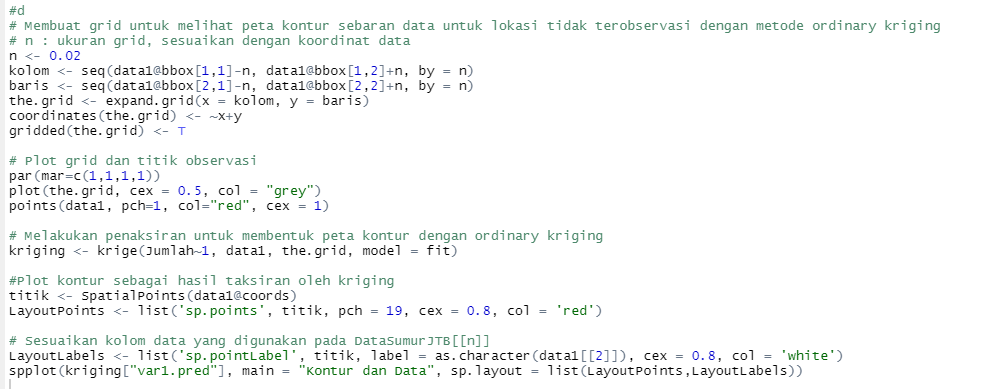 #d
# Membuat grid untuk melihat peta kontur sebaran data untuk lokasi tidak terobservasi dengan metode ordinary kriging
# n : ukuran grid, sesuaikan dengan koordinat data
n <- 0.02
kolom <- seq(data1@bbox[1,1]-n, data1@bbox[1,2]+n, by = n)
baris <- seq(data1@bbox[2,1]-n, data1@bbox[2,2]+n, by = n)
the.grid <- expand.grid(x = kolom, y = baris)
coordinates(the.grid) <- ~x+y
gridded(the.grid) <- T
# Plot grid dan titik observasi
par(mar=c(1,1,1,1))
plot(the.grid, cex = 0.5, col = "grey")
points(data1, pch=1, col="red", cex = 1)
# Melakukan penaksiran untuk membentuk peta kontur dengan ordinary kriging
kriging <- krige(Jumlah~1, data1, the.grid, model = fit)
#Plot kontur sebagai hasil taksiran oleh kriging
titik <- SpatialPoints(data1@coords)
LayoutPoints <- list('sp.points', titik, pch = 19, cex = 0.8, col = 'red')
# Sesuaikan kolom data yang digunakan pada DataSumurJTB[[n]]
LayoutLabels <- list('sp.pointLabel', titik, label = as.character(data1[[2]]), cex = 0.8, col = 'white')
spplot(kriging["var1.pred"], main = "Kontur dan Data", sp.layout = list(LayoutPoints,LayoutLabels))